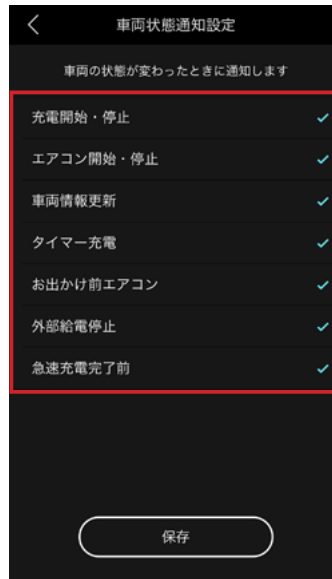 車両状態通知設定
車両の状態が変わったときに通知します
充電開始・停止
エアコン開始・停止
車両情報更新
タイマー充電
お出かけ前エアコン
外部給電停止
急速充電完了前
保存